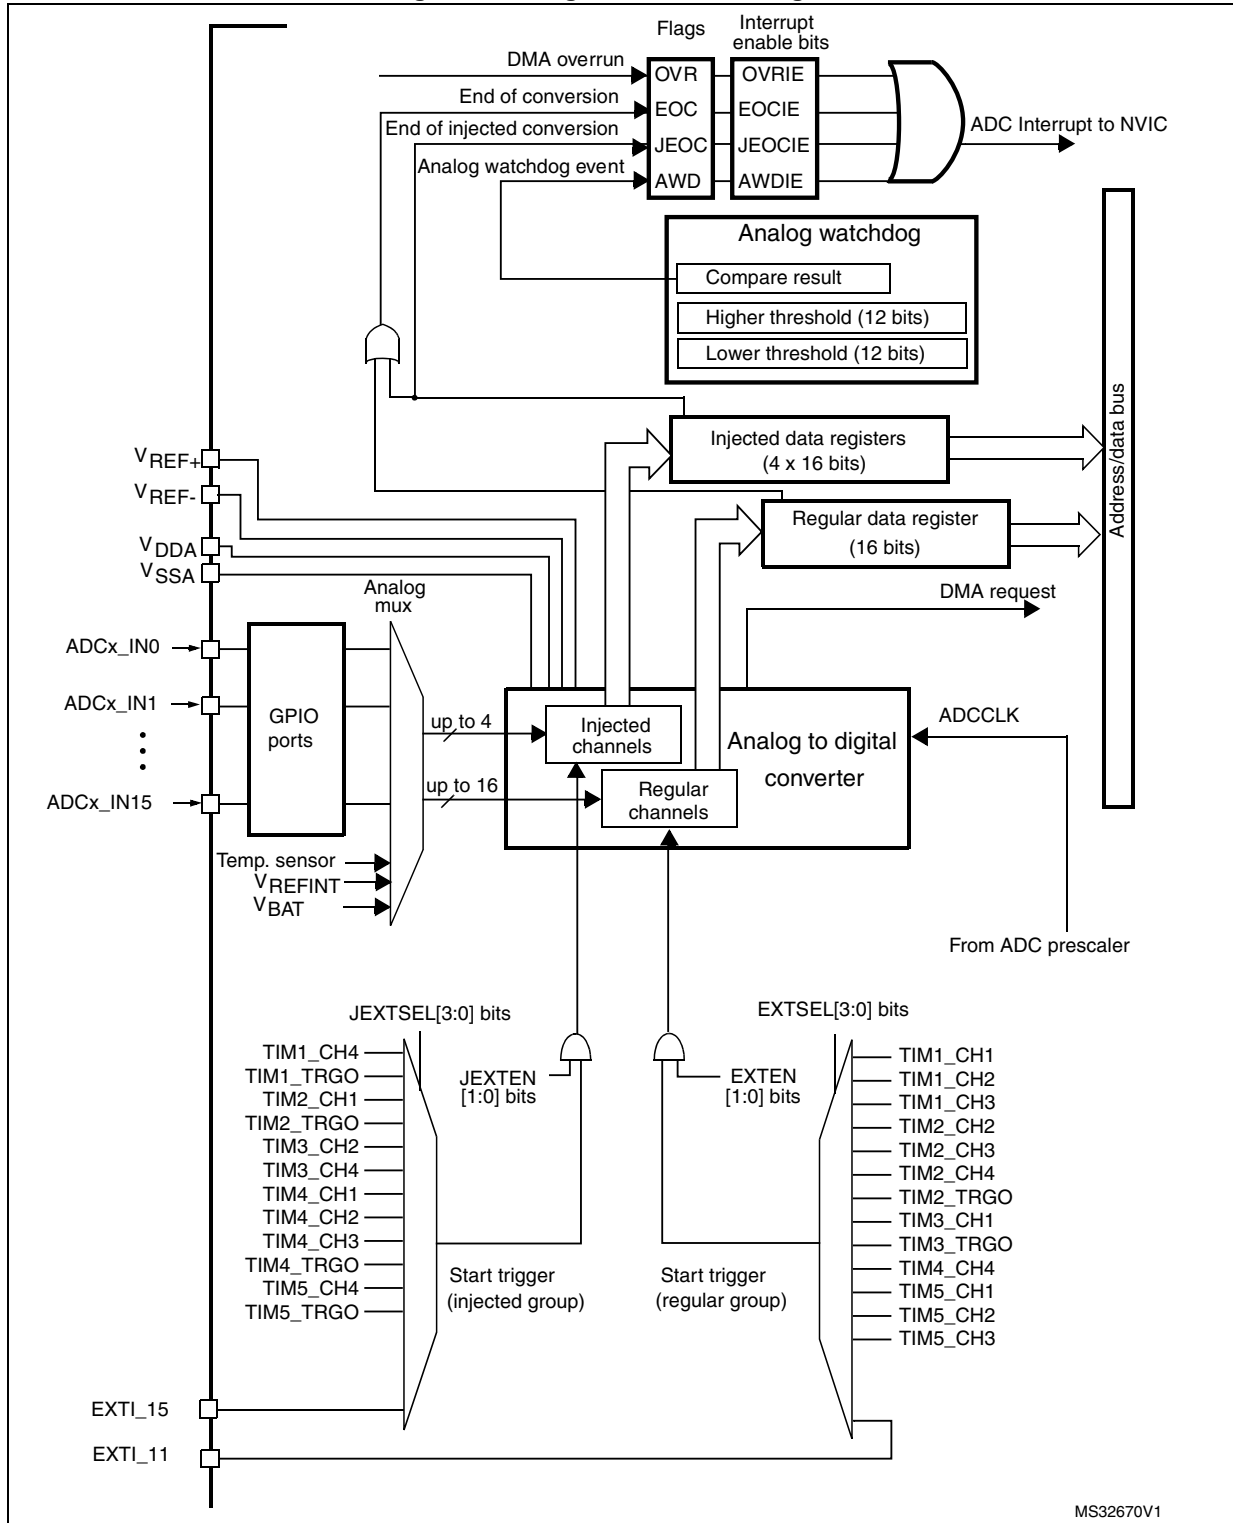 Flags
Interrupt
enable bits
DMA overrun
OVR
OVRIE
End of conversion
EOC
EOCIE
End of injected conversion
JEOC
JEOCIE
ADC Interrupt to NVIC
Analog watchdog event
AWD
AWDIE
Analog watchdog
Compare result
Higher threshold (12 bits)
Lower threshold (12 bits)
Address/data bus
Injected data registers
(4 x 16 bits)
Regular data register
(16 bits)
VREF+
VREF-
VDDA
VSSA
Analog
mux
DMA request
ADCx_IN0
ADCx_IN1
ADCx_IN15
GPIO
ports
up to 4
up to 16
Injected
channels
Regular
channels
Analog to digital
converter
ADCCLK
Temp. sensor
VREFINT
VBAT
From ADC prescaler
JEXTSEL[3:0] bits
EXTSEL[3:0] bits
TIM1_CH4
TIM1_TRGO
TIM2_CH1
TIM2_TRGO
TIM3_CH2
TIM3_CH4
TIM4_CH1
TIM4_CH2
TIM4_CH3
TIM4_TRGO
TIM5_CH4
TIM5_TRGO
JEXTEN
[1:0] bits
EXTEN
[1:0] bits
TIM1_CH1
TIM1_CH2
TIM1_CH3
TIM2_CH2
TIM2_CH3
TIM2_CH4
TIM2_TRGO
TIM3_CH1
TIM3_TRGO
TIM4_CH4
TIM5_CH1
TIM5_CH2
TIM5_CH3
Start trigger
(injected group)
Start trigger
(regular group)
EXTI_15
EXTI_11
MS32670V1